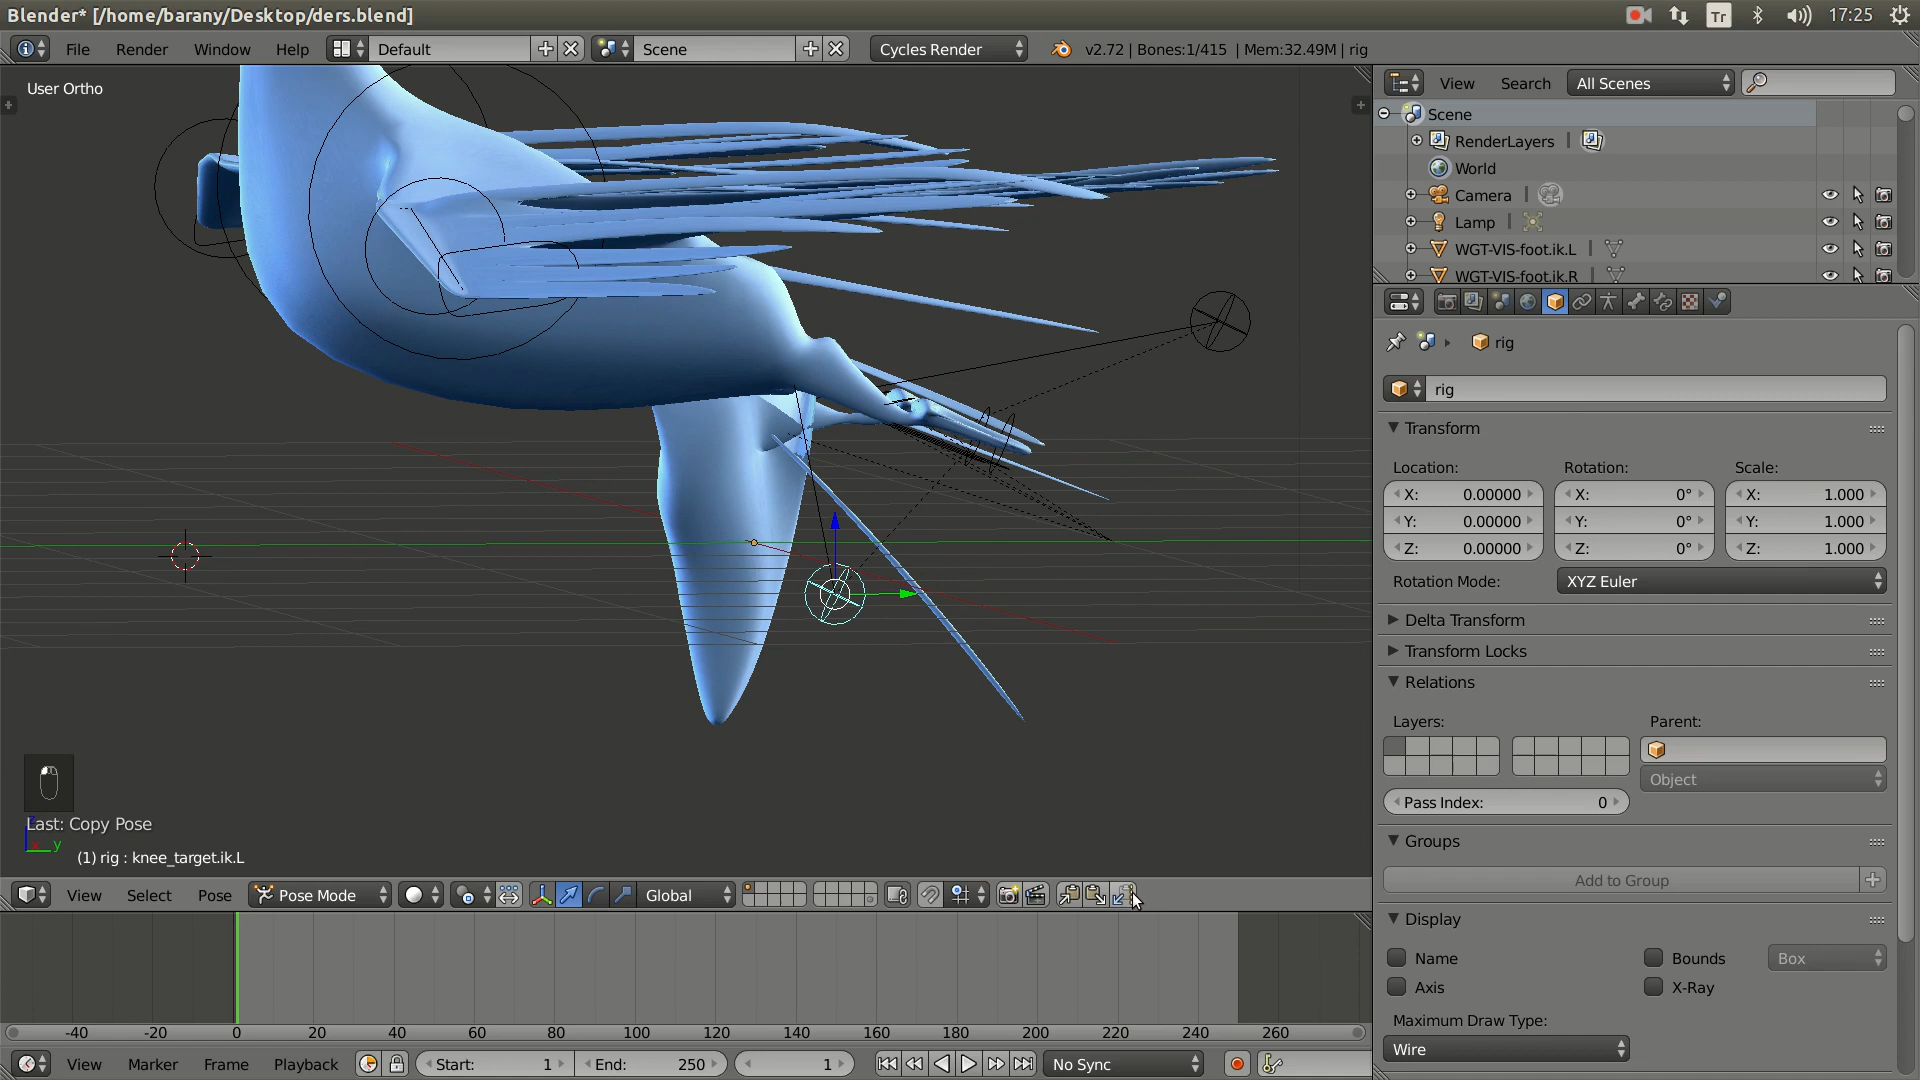 Blender* [/home/barany/Desktop/ders.blend]
Tr
17:25
File
Render
Window
Help
Default
Scene
Cycles Render
v2.72 | Bones:1/415 | Mem:32.49M | rig
User Ortho
View
Search
All Scenes
Scene
RenderLayers
World
Camera
Lamp
WGT-VIS-foot.ik.L
WGT-VIS-foot.ik.R
rig
rig
Transform
Location:
Rotation:
Scale:
X: 0.00000
X: 0°
X: 1.000
Y: 0.00000
Y: 0°
Y: 1.000
Z: 0.00000
Z: 0°
Z: 1.000
Rotation Mode:
XYZ Euler
Delta Transform
Transform Locks
Relations
Layers:
Parent:
Object
Pass Index: 0
Groups
Add to Group
Display
Name
Bounds
Box
Axis
X-Ray
Maximum Draw Type:
Wire
Last: Copy Pose
y
(1) rig : knee_target.ik.L
View
Select
Pose
Pose Mode
Global
-40
-20
0
20
40
60
80
100
120
140
160
180
200
220
240
260
View
Marker
Frame
Playback
Start: 1
End: 250
1
No Sync